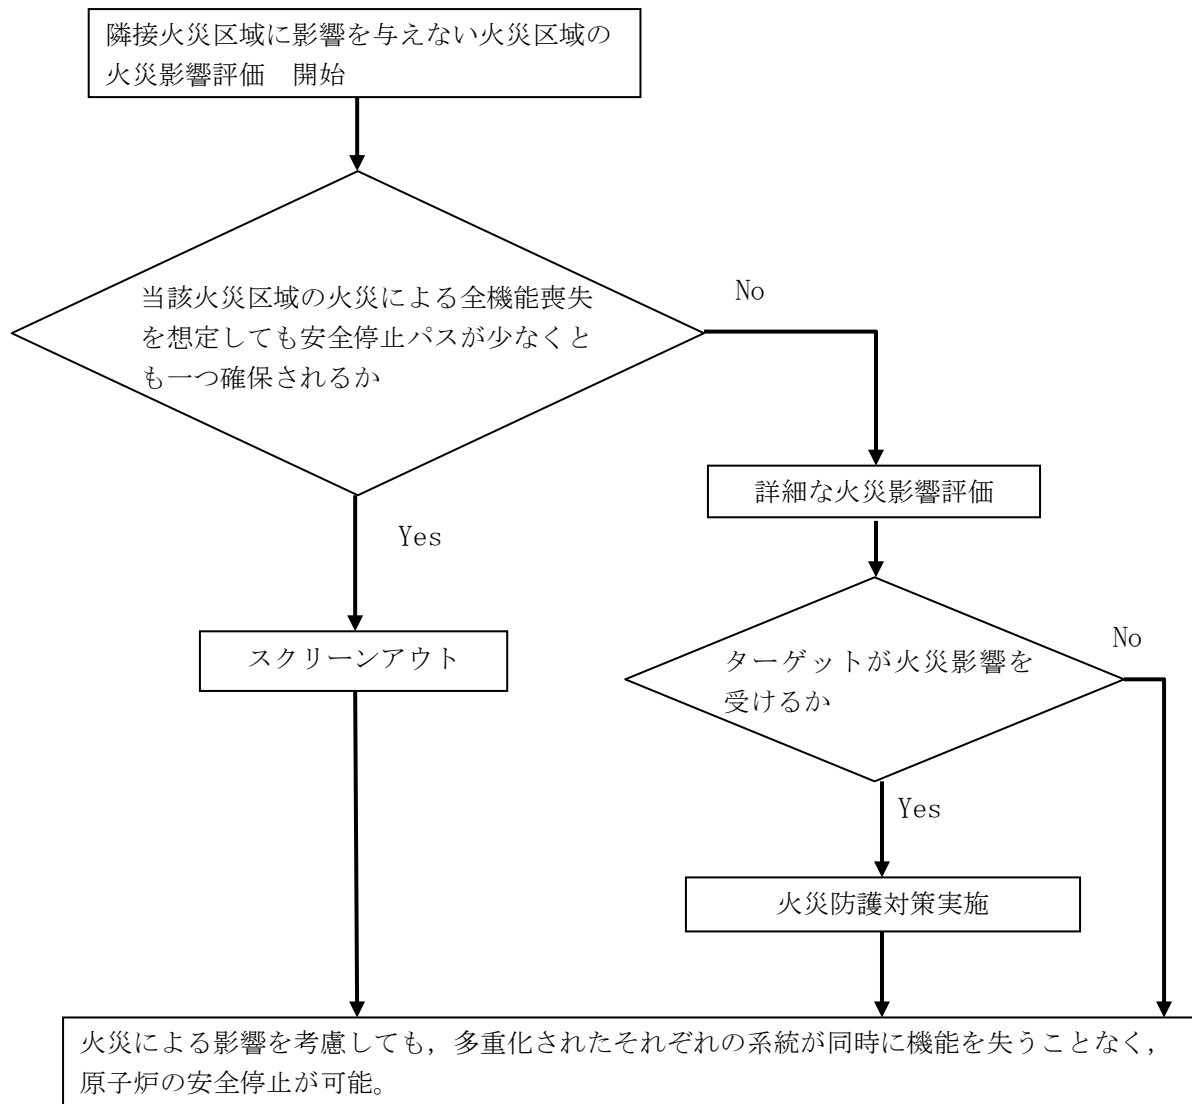 隣接火災区域に影響を与えない火災区域の
火災影響評価　開始
当該火災区域の火災による全機能喪失
を想定しても安全停止パスが少なくと
も一つ確保されるか
No
Yes
詳細な火災影響評価
スクリーンアウト
ターゲットが火災影響を
受けるか
No
Yes
火災防護対策実施
火災による影響を考慮しても，多重化されたそれぞれの系統が同時に機能を失うことなく，
原子炉の安全停止が可能。